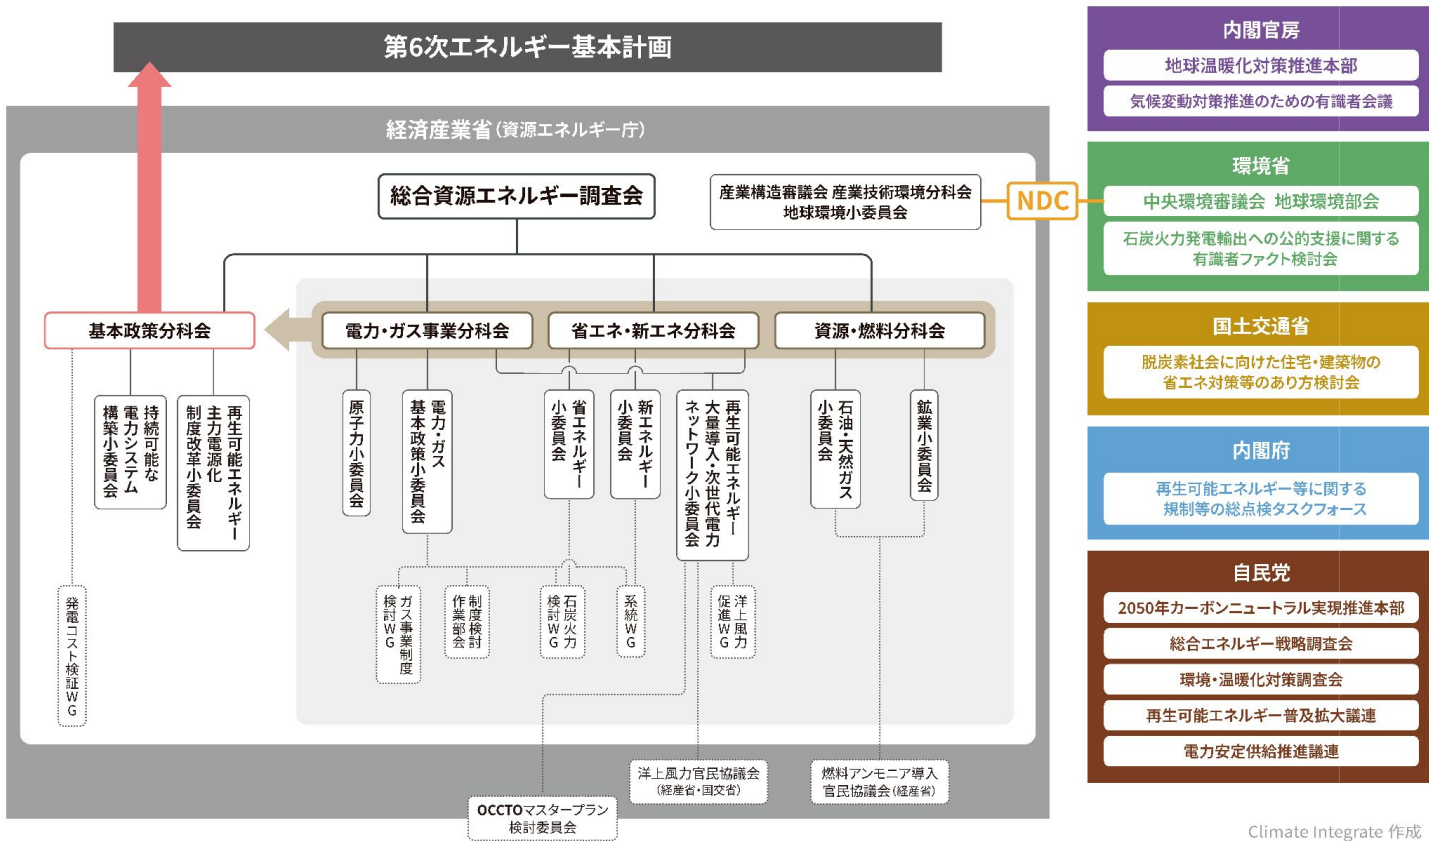 第6次エネルギー基本計画
経済産業省(資源エネルギー庁)
総合資源エネルギー調査会
産業構造審議会 産業技術環境分科会
地球環境小委員会
NDC
基本政策分科会
電力・ガス事業分科会
省エネ・新エネ分科会
資源・燃料分科会
持続可能な
電力システム
構築小委員会
再生可能エネルギー
主力電源化
制度改革小委員会
原子力小委員会
電力・ガス
基本政策小委員会
省エネルギー
小委員会
新エネルギー
小委員会
再生可能エネルギー
大量導入・次世代電力
ネットワーク小委員会
石油・天然ガス
小委員会
鉱業小委員会
発電コスト検証WG
ガス事業制度
検討WG
制度検討
作業部会
石炭火力
検討WG
系統WG
洋上風力
促進WG
洋上風力官民協議会
(経産省・国交省)
燃料アンモニア導入
官民協議会(経産省)
OCCTOマスタープラン
検討委員会
内閣官房
地球温暖化対策推進本部
気候変動対策推進のための有識者会議
環境省
中央環境審議会 地球環境部会
石炭火力発電輸出への公的支援に関する
有識者ファクト検討会
国土交通省
脱炭素社会に向けた住宅・建築物の
省エネ対策等のあり方検討会
内閣府
再生可能エネルギー等に関する
規制等の総点検タスクフォース
自民党
2050年カーボンニュートラル実現推進本部
総合エネルギー戦略調査会
環境・温暖化対策調査会
再生可能エネルギー普及拡大議連
電力安定供給推進議連
Climate Integrate 作成